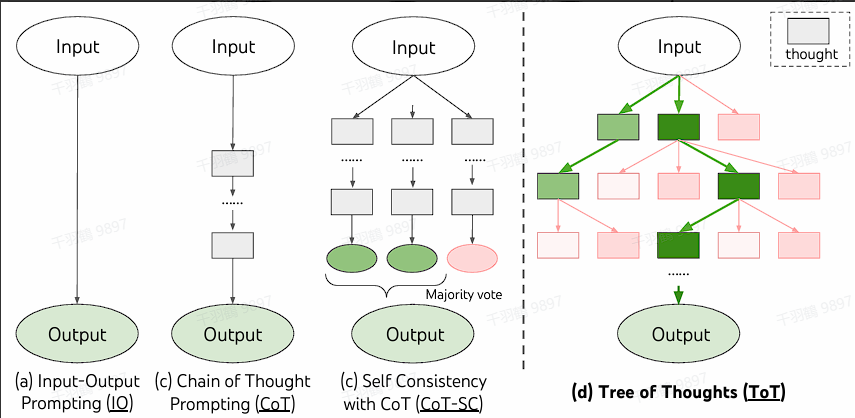 Input
Input
Input
Input
thought
......
......
......
......
......
Majority vote
Output
Output
Output
Output
(a) Input-Output
Prompting (IO)
(c) Chain of Thought
Prompting (CoT)
(c) Self Consistency
with CoT (CoT-SC)
(d) Tree of Thoughts (ToT)
千羽鹤 9897